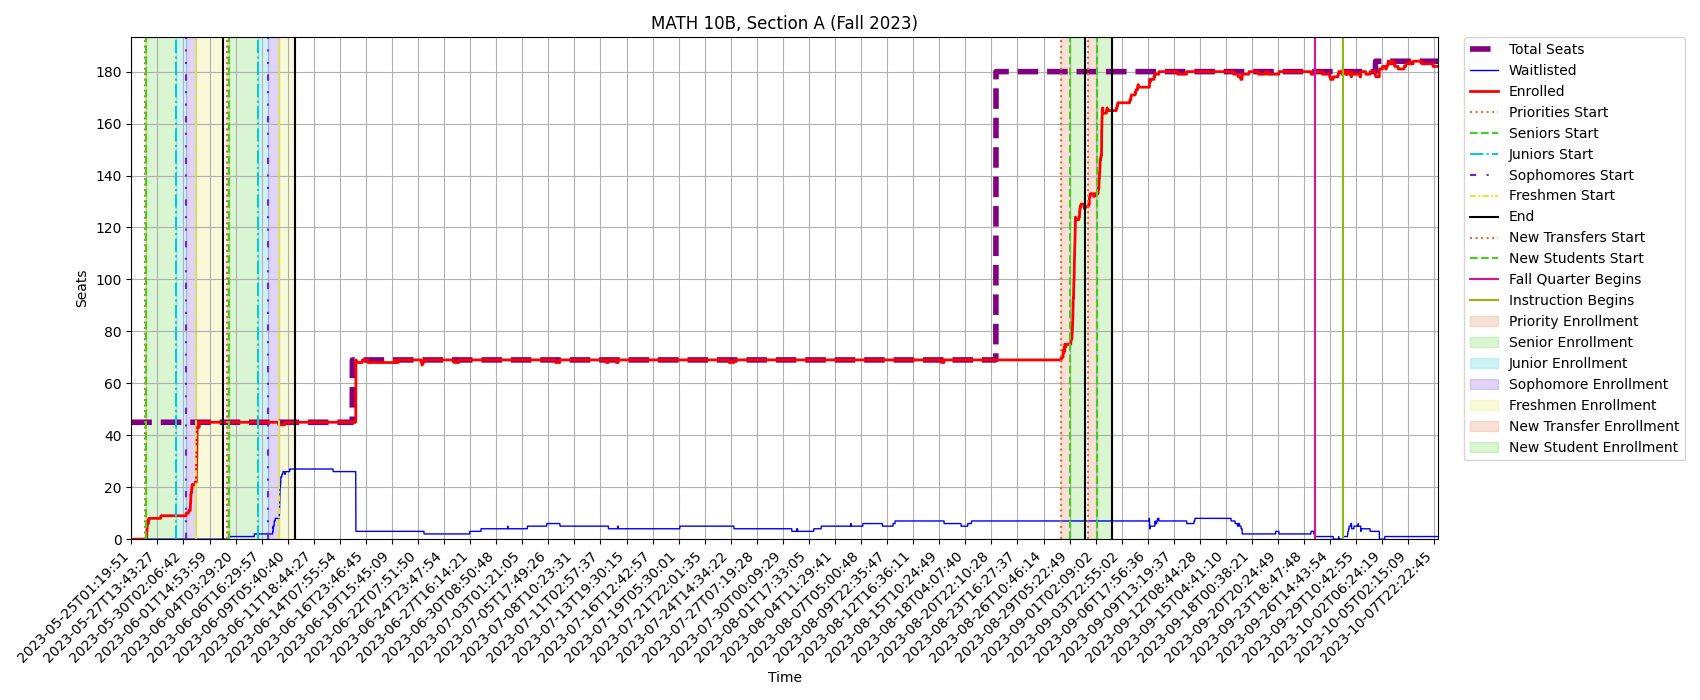 MATH 10B, Section A (Fall 2023)
Seats
180
160
140
120
100
80
60
40
20
0
2023-05-25T01:19:51
2023-05-27T13:43:27
2023-05-30T02:06:42
2023-06-01T14:53:59
2023-06-04T03:29:20
2023-06-06T16:29:57
2023-06-09T05:40:40
2023-06-11T18:44:27
2023-06-14T07:55:54
2023-06-16T23:46:45
2023-06-19T15:45:09
2023-06-22T07:51:50
2023-06-24T23:47:54
2023-06-27T16:14:21
2023-06-30T08:50:48
2023-07-03T01:21:05
2023-07-05T17:49:26
2023-07-08T10:23:31
2023-07-11T02:57:37
2023-07-13T19:30:15
2023-07-16T12:42:57
2023-07-19T05:30:01
2023-07-21T22:01:35
2023-07-24T14:34:22
2023-07-27T07:19:28
2023-07-30T00:09:29
2023-08-01T17:33:05
2023-08-04T11:29:41
2023-08-07T05:00:48
2023-08-09T22:35:47
2023-08-12T16:36:11
2023-08-15T10:24:49
2023-08-18T04:07:40
2023-08-20T22:10:28
2023-08-23T16:27:37
2023-08-26T10:46:14
2023-08-29T05:22:49
2023-09-01T02:09:02
2023-09-03T22:55:02
2023-09-06T17:56:36
2023-09-09T13:19:37
2023-09-12T08:44:28
2023-09-15T04:41:10
2023-09-18T00:38:21
2023-09-20T20:24:49
2023-09-23T18:47:48
2023-09-26T14:43:54
2023-09-29T10:42:55
2023-10-02T06:24:19
2023-10-05T02:15:09
2023-10-07T22:22:45
Time
Total Seats
Waitlisted
Enrolled
Priorities Start
Seniors Start
Juniors Start
Sophomores Start
Freshmen Start
End
New Transfers Start
New Students Start
Fall Quarter Begins
Instruction Begins
Priority Enrollment
Senior Enrollment
Junior Enrollment
Sophomore Enrollment
Freshmen Enrollment
New Transfer Enrollment
New Student Enrollment